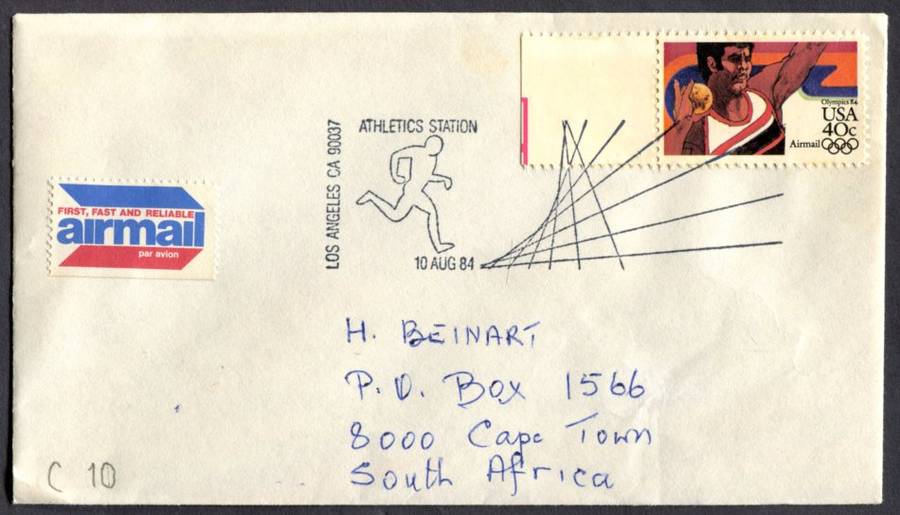 Olympics 84
USA
40c
Airmail
ATHLETICS STATION
LOS ANGELES CA 90037
10 AUG 84
FIRST, FAST AND RELIABLE
airmail
par avion
H. BEINART
P.O. Box 1566
8000 Cape Town
South Africa
C 10